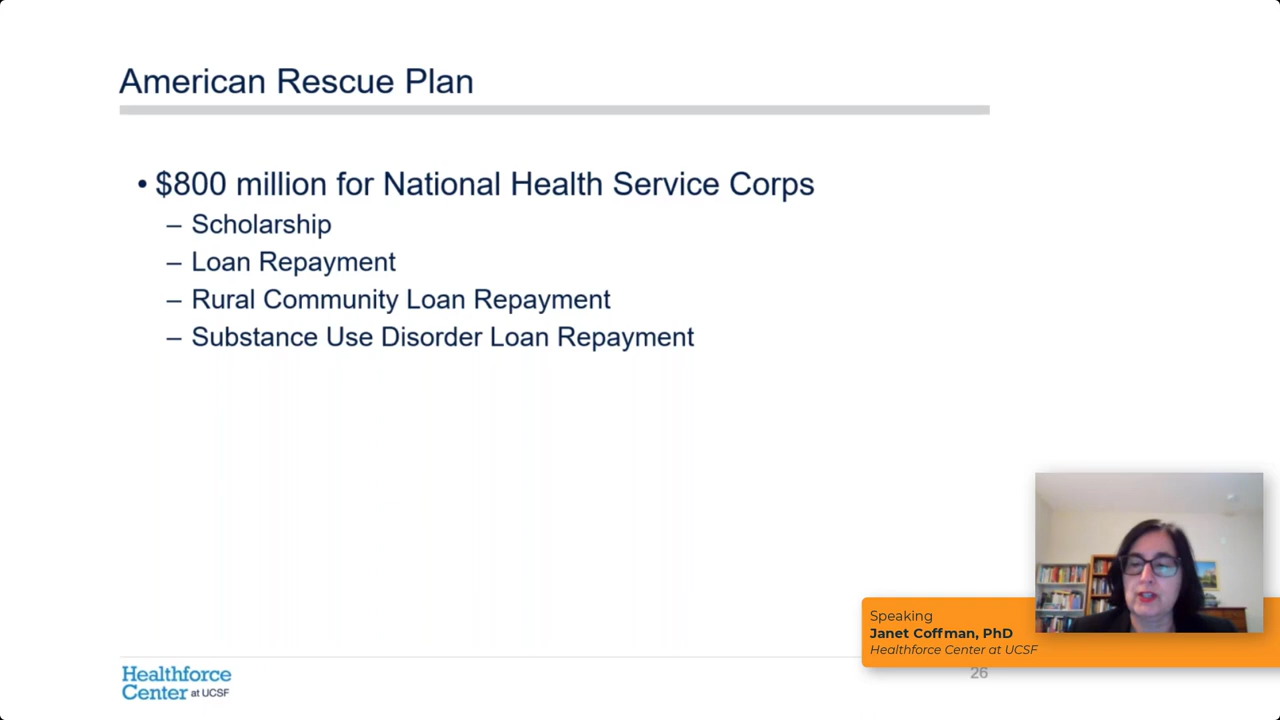 American Rescue Plan
• $800 million for National Health Service Corps
– Scholarship
– Loan Repayment
– Rural Community Loan Repayment
– Substance Use Disorder Loan Repayment
Speaking
Janet Coffman, PhD
Healthforce Center at UCSF
Healthforce
Center at UCSF
26